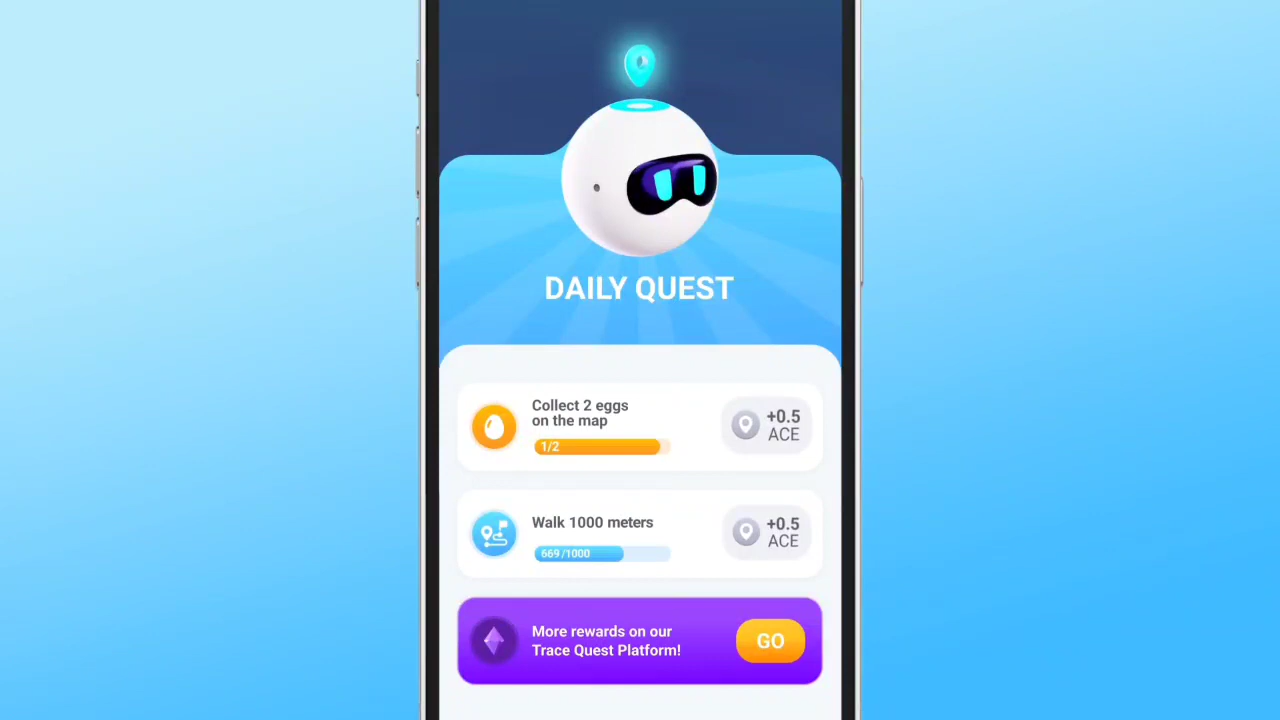 DAILY QUEST
Collect 2 eggs
on the map
1/2
+0.5
ACE
Walk 1000 meters
669/1000
+0.5
ACE
More rewards on our
Trace Quest Platform!
GO